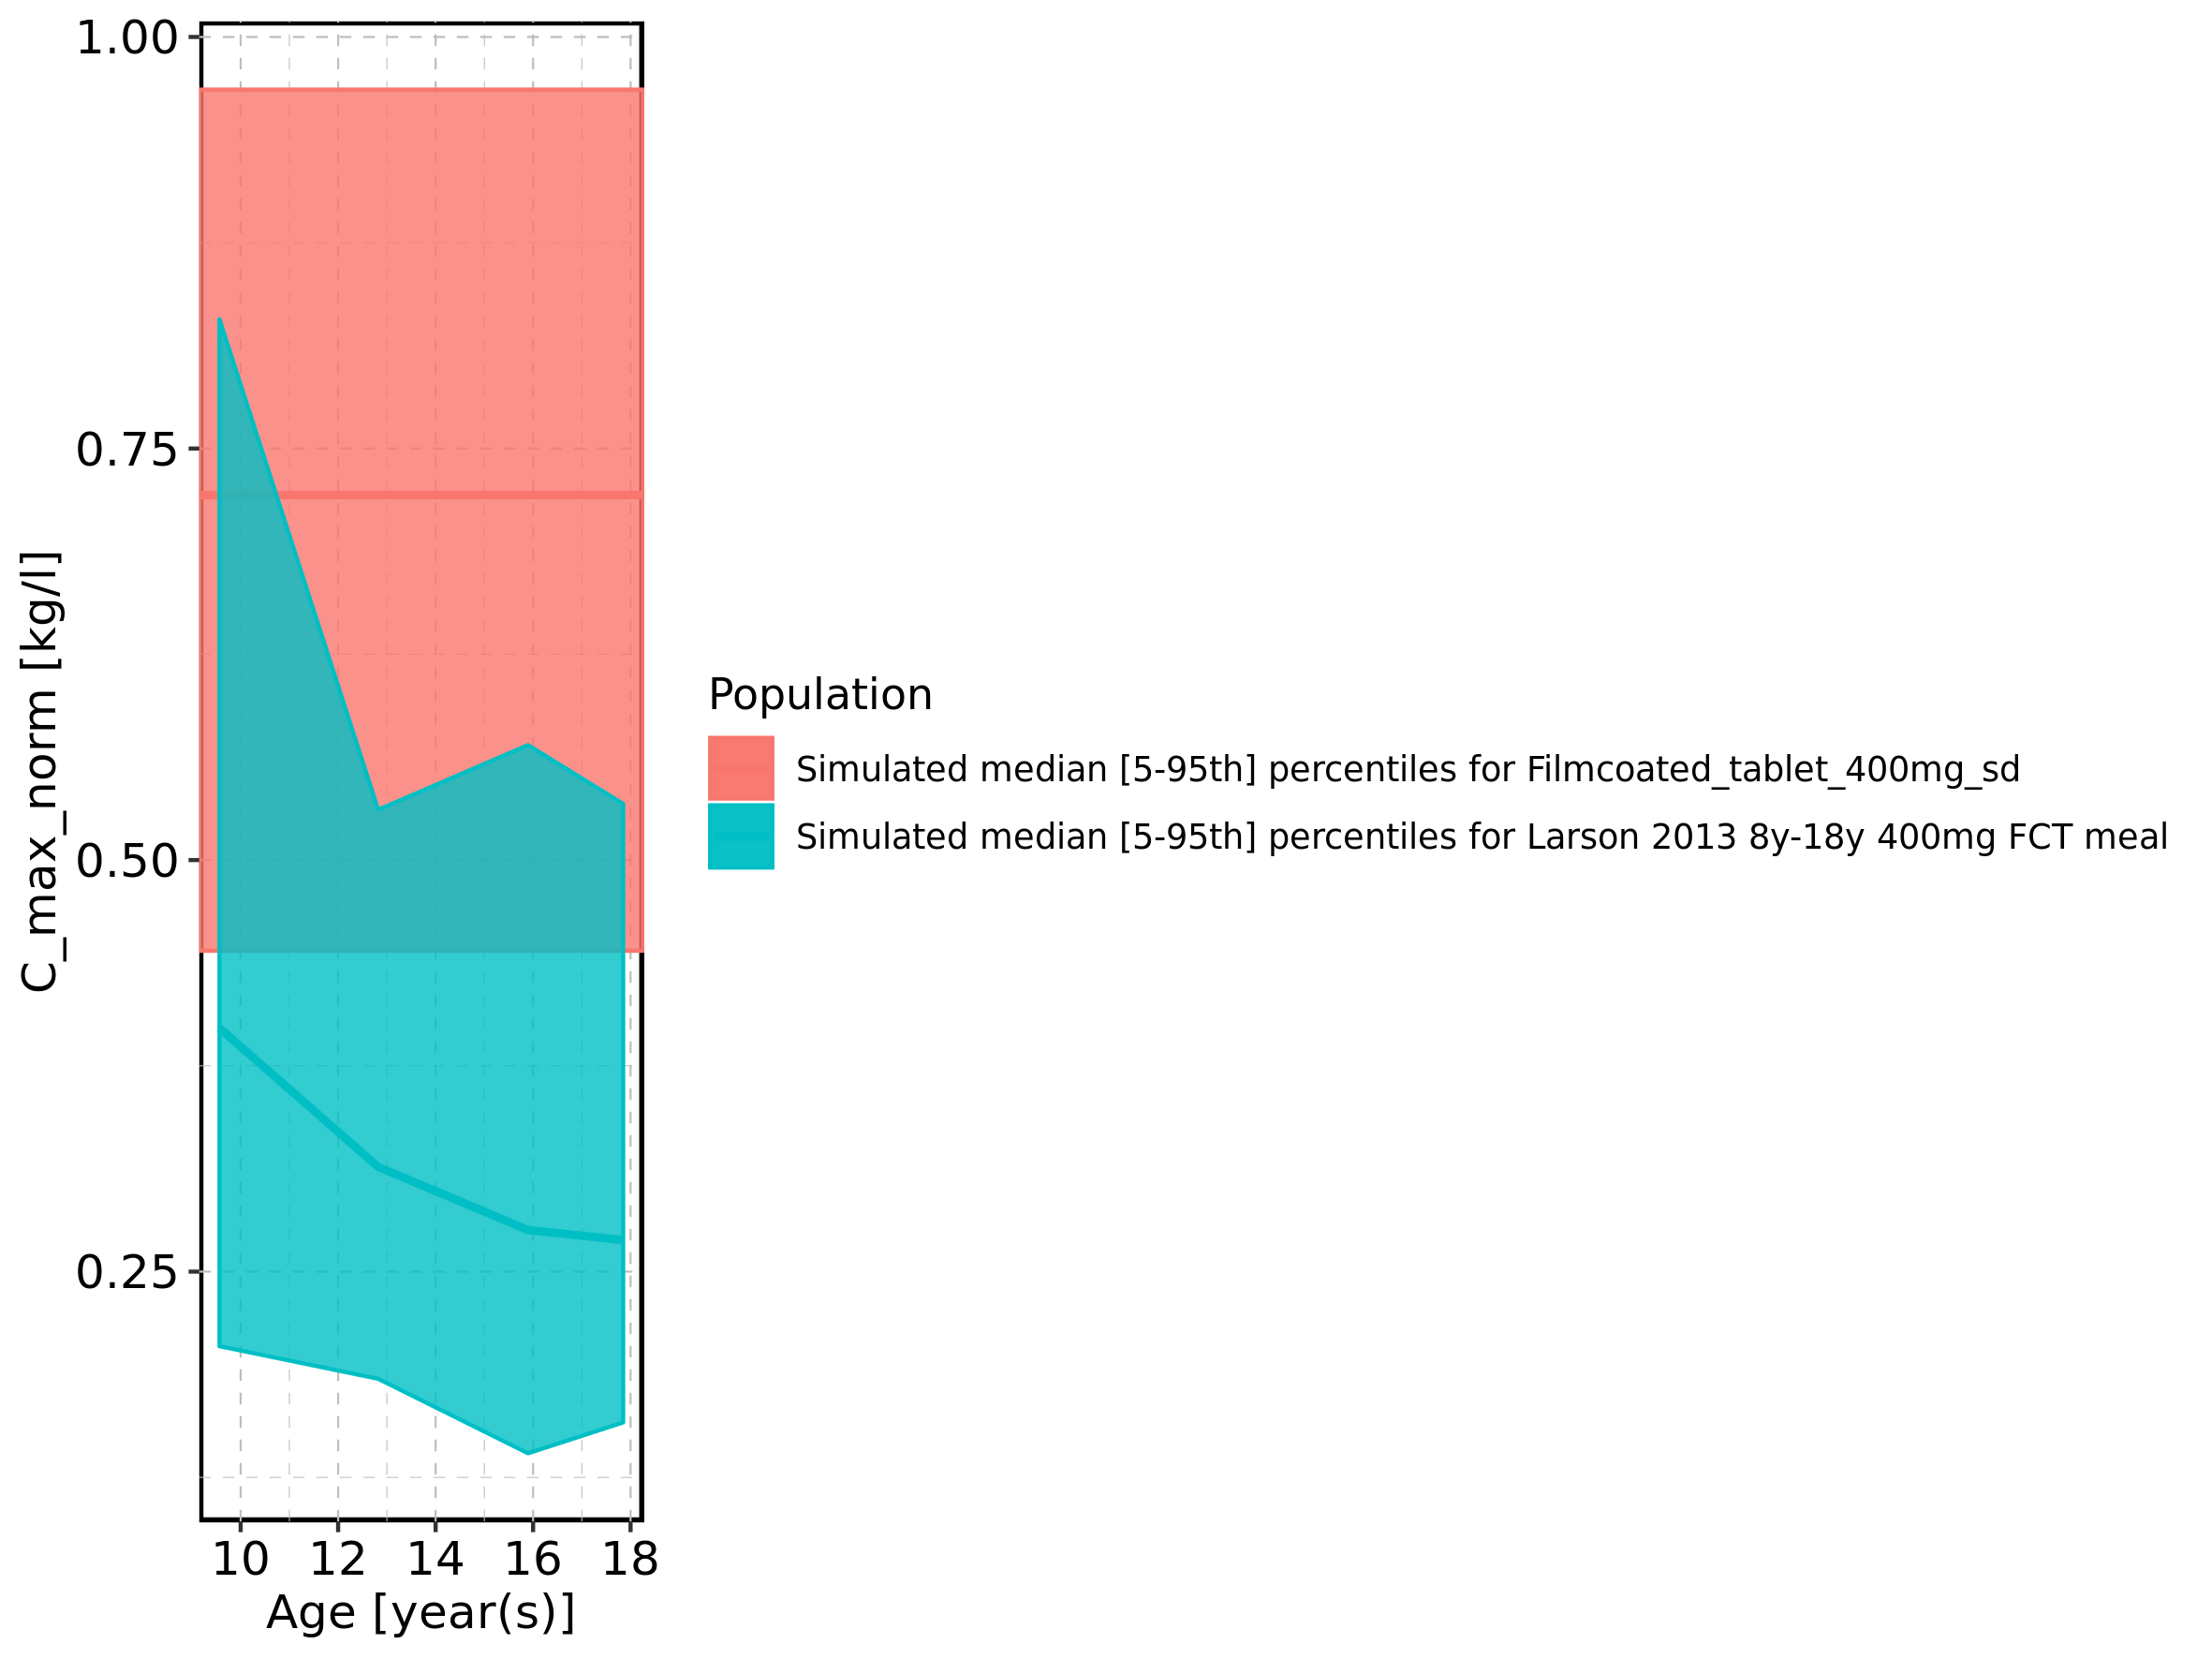 1.00
0.75
0.50
0.25
C_max_norm [kg/l]
10 12 14 16 18
Age [year(s)]
Population
Simulated median [5-95th] percentiles for Filmcoated_tablet_400mg_sd
Simulated median [5-95th] percentiles for Larson 2013 8y-18y 400mg FCT meal